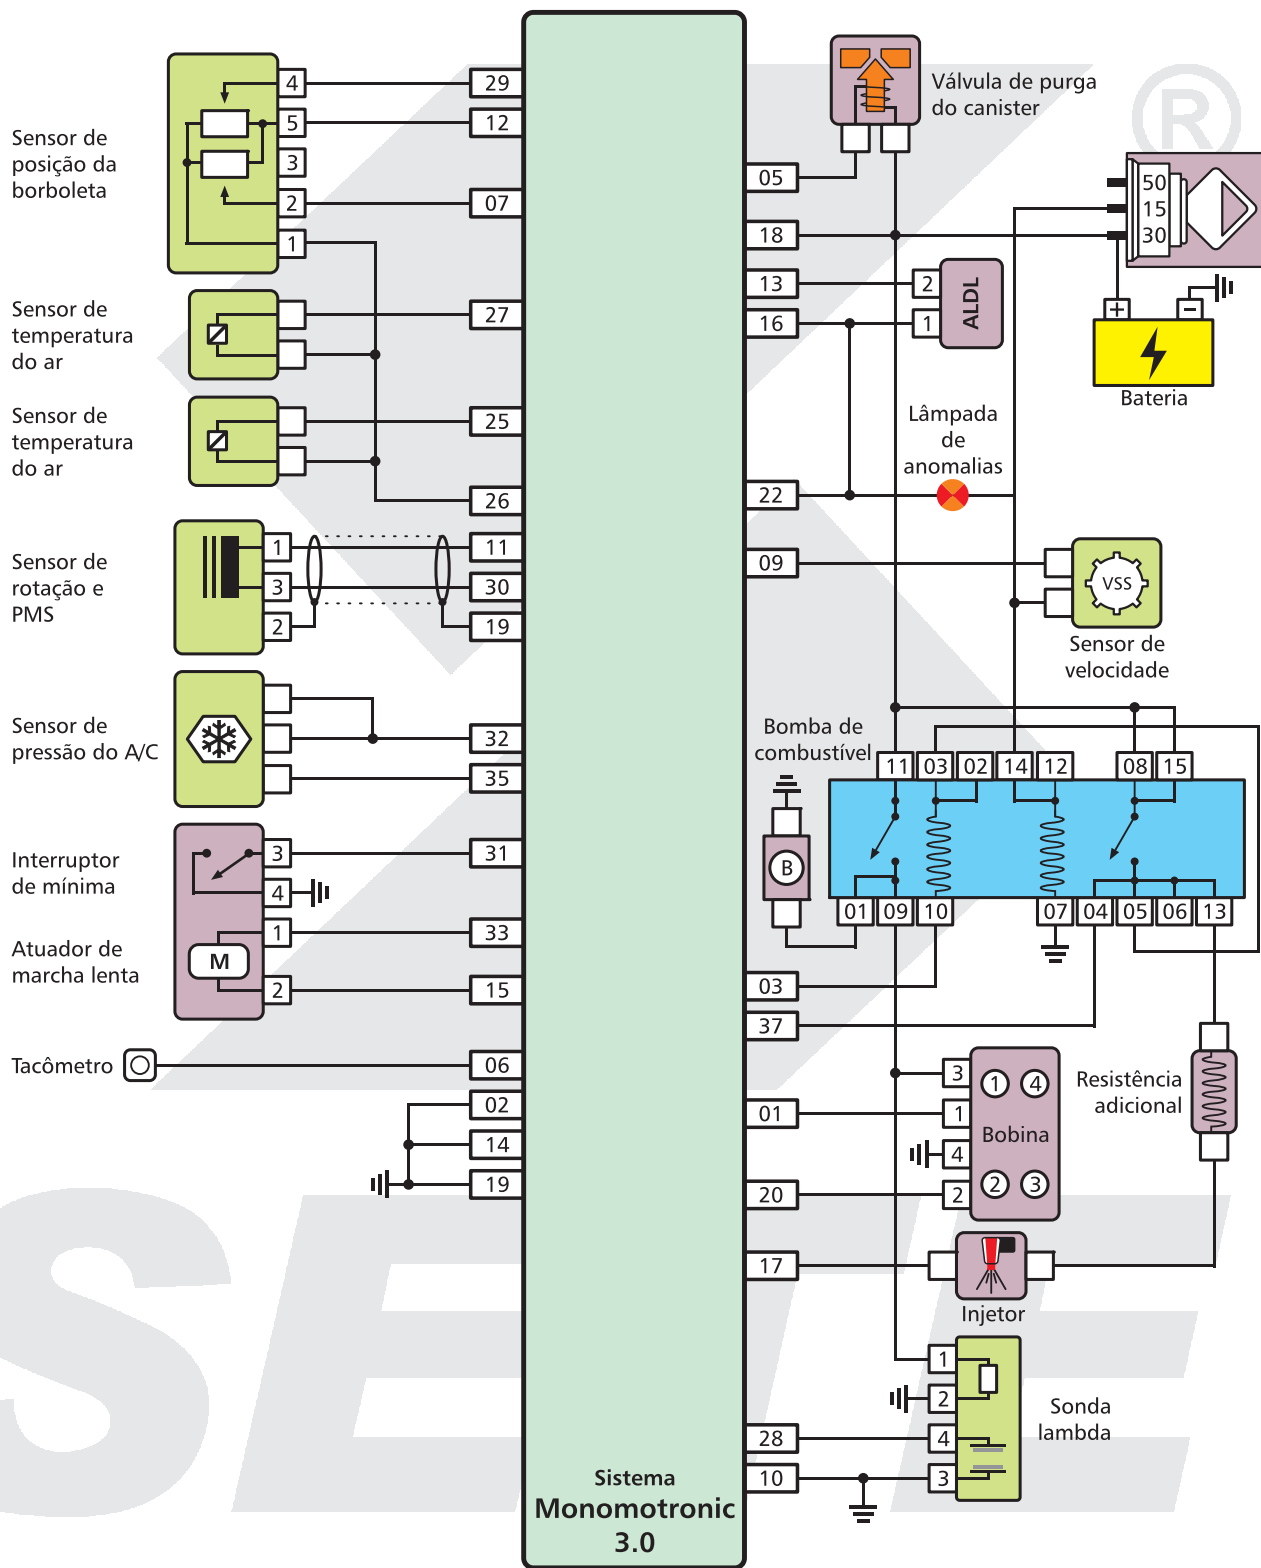 Sensor de
posição da
borboleta
4
5
3
2
1
29
12
07
Sensor de
temperatura
do ar
27
Sensor de
temperatura
do ar
25
26
Sensor de
rotação e
PMS
1
3
2
11
30
19
Sensor de
pressão do A/C
32
35
Interruptor
de mínima
3
4
31
Atuador de
marcha lenta
M
1
2
33
15
Tacômetro
06
02
14
19
Sistema
Monomotronic
3.0
Válvula de purga
do canister
05
18
13
16
2
1
ALDL
50
15
30
+
-
Bateria
Lâmpada
de
anomalias
22
09
VSS
Sensor de
velocidade
Bomba de
combustível
B
11
03
02
14
12
08
15
01
09
10
07
04
05
06
13
03
37
01
20
3
1
4
2
1
4
Bobina
2
3
Resistência
adicional
17
Injetor
1
2
4
3
Sonda
lambda
28
10
®
SETE